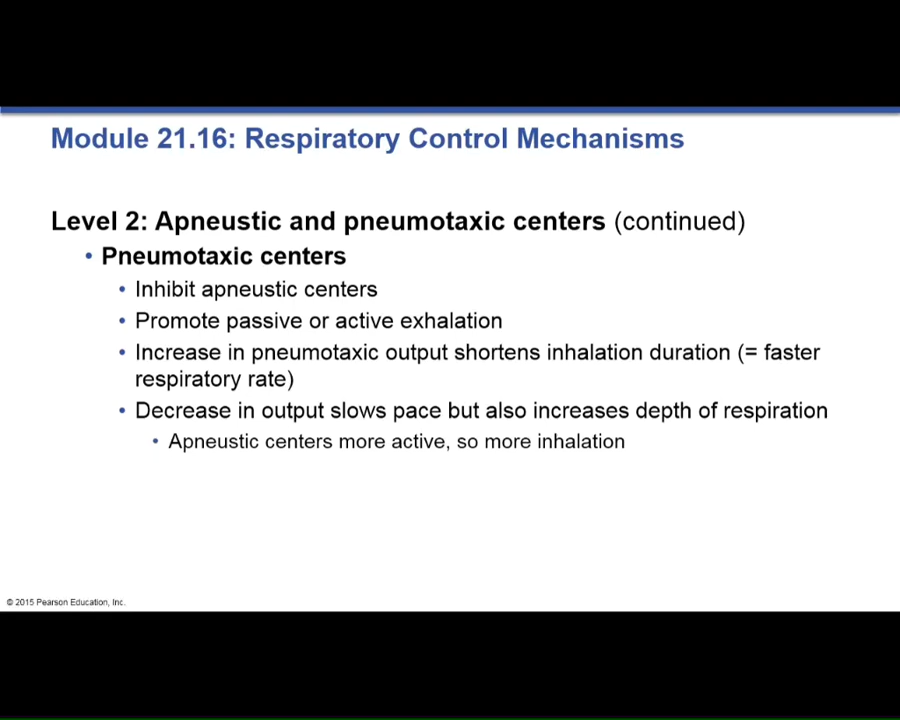 Module 21.16: Respiratory Control Mechanisms
Level 2: Apneustic and pneumotaxic centers (continued)
• Pneumotaxic centers
• Inhibit apneustic centers
• Promote passive or active exhalation
• Increase in pneumotaxic output shortens inhalation duration (= faster
respiratory rate)
• Decrease in output slows pace but also increases depth of respiration
• Apneustic centers more active, so more inhalation
© 2015 Pearson Education, Inc.